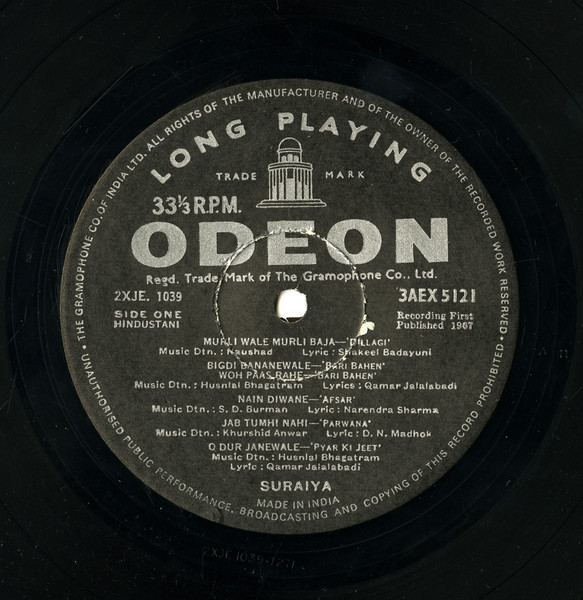 THE GRAMOPHONE CO. OF INDIA LTD. ALL RIGHTS OF THE MANUFACTURER AND OF THE OWNER OF THE RECORDED WORK RESERVED •
LONG PLAYING
TRADE MARK
33⅓ R.P.M.
ODEON
Regd. Trade Mark of The Gramophone Co., Ltd.
2XJE. 1039
3AEX 5121
SIDE ONE
HINDUSTANI
Recording First
Published 1967
MURLI WALE MURLI BAJA—'DILLAGI'
Music Dtn. : Naushad Lyric : Shakeel Badayuni
BIGDI BANANEWALE—'BARI BAHEN'
WOH PAAS RAHE—'BARI BAHEN'
Music Dtn. : Husnlal Bhagatram Lyrics : Qamar Jalalabadi
NAIN DIWANE—'AFSAR'
Music Dtn. : S. D. Burman Lyric : Narendra Sharma
JAB TUMHI NAHI—'PARWANA'
Music Dtn. : Khurshid Anwar Lyric : D. N. Madhok
O DUR JANEWALE—'PYAR KI JEET'
Music Dtn. : Husnlal Bhagatram
Lyric : Qamar Jalalabadi
SURAIYA
MADE IN INDIA
• UNAUTHORISED PUBLIC PERFORMANCE, BROADCASTING AND COPYING OF THIS RECORD PROHIBITED •